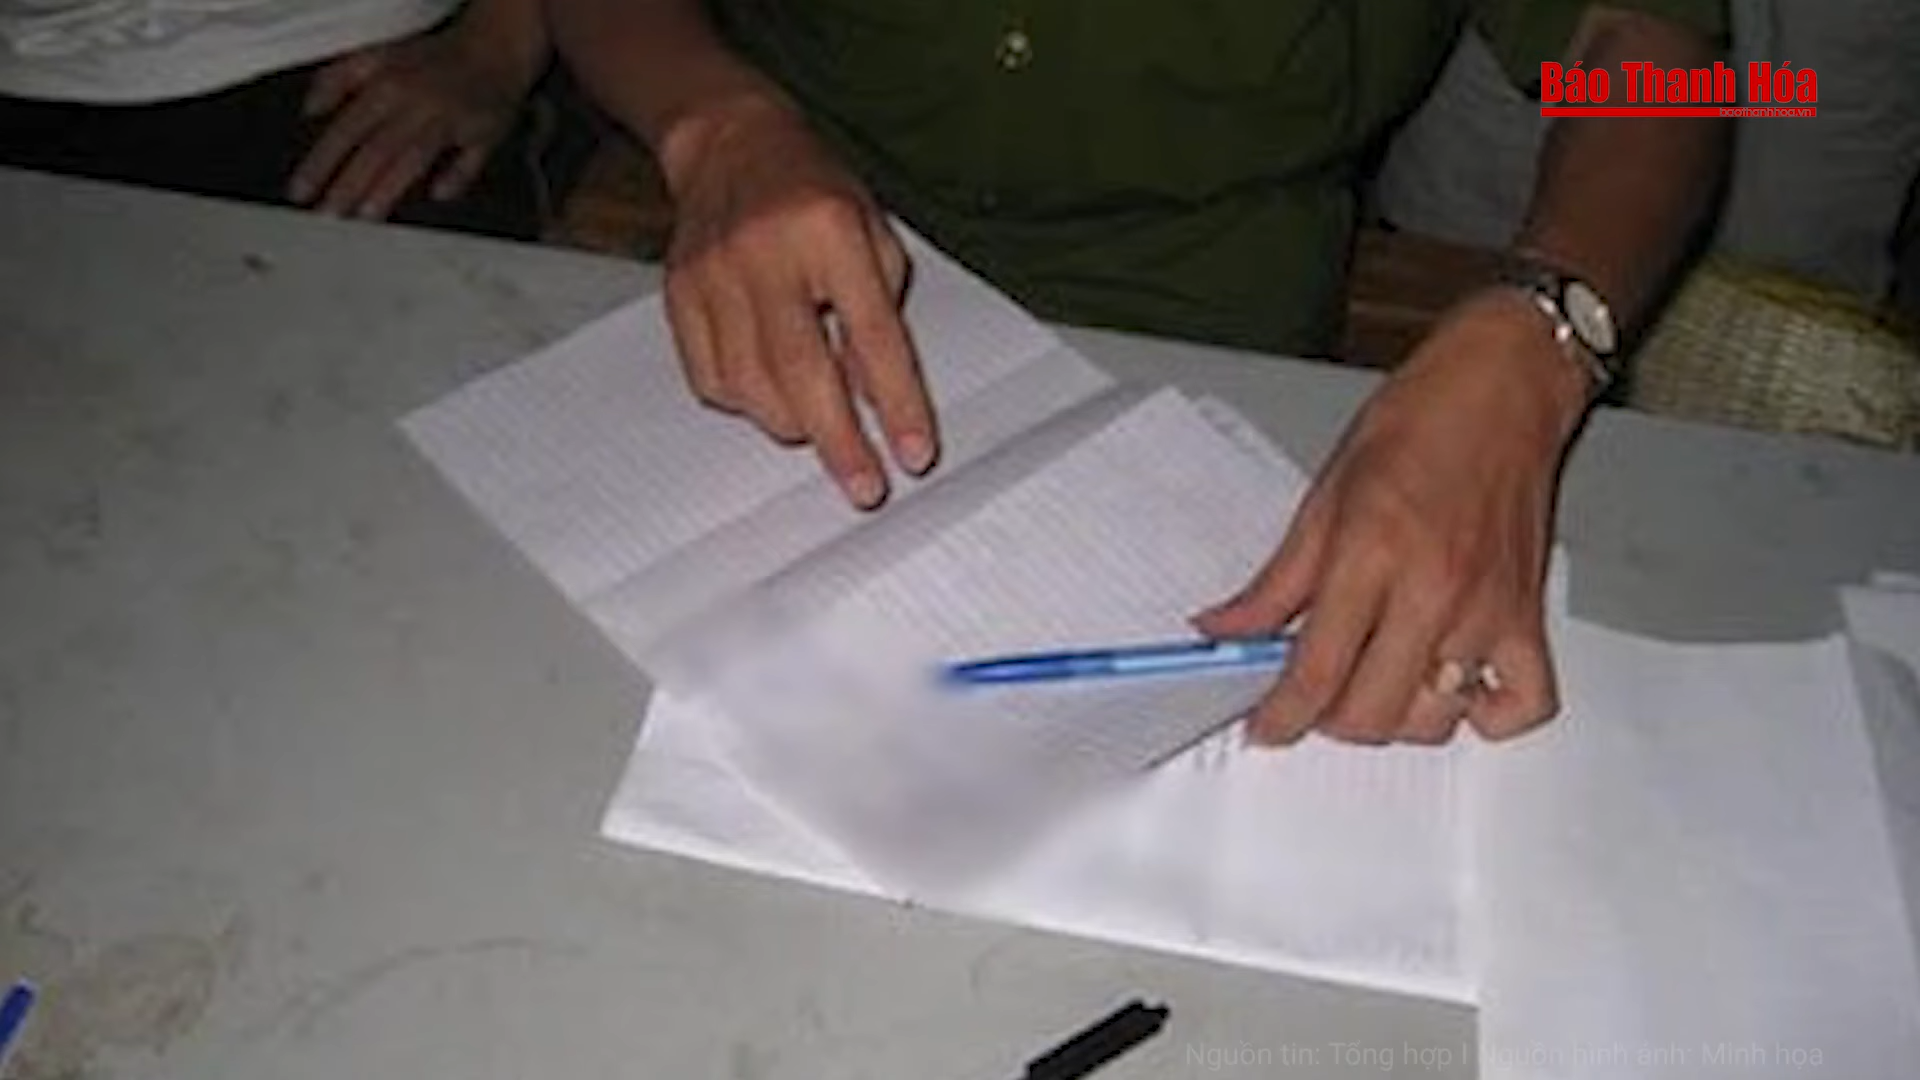 Báo Thanh Hóa
baothanhhoa.vn
Nguồn tin: Tổng hợp I Nguồn hình ảnh: Minh họa